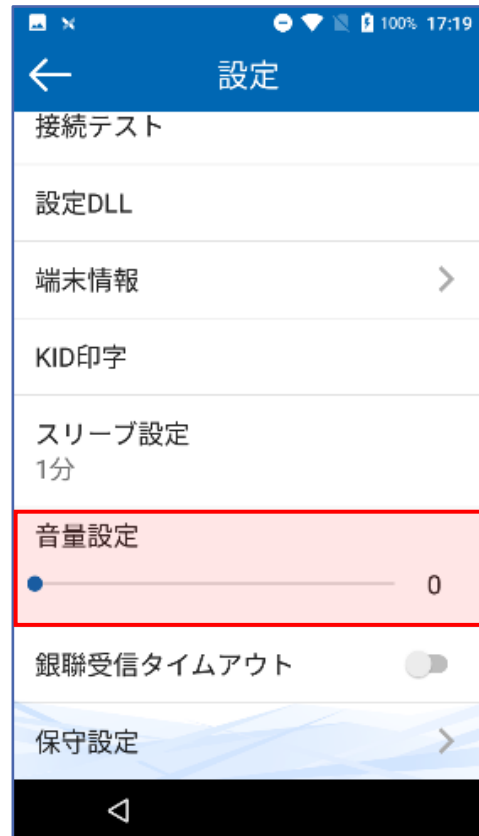 100% 17:19
設定
接続テスト
設定DLL
端末情報
KID印字
スリープ設定
1分
音量設定
0
銀聯受信タイムアウト
保守設定